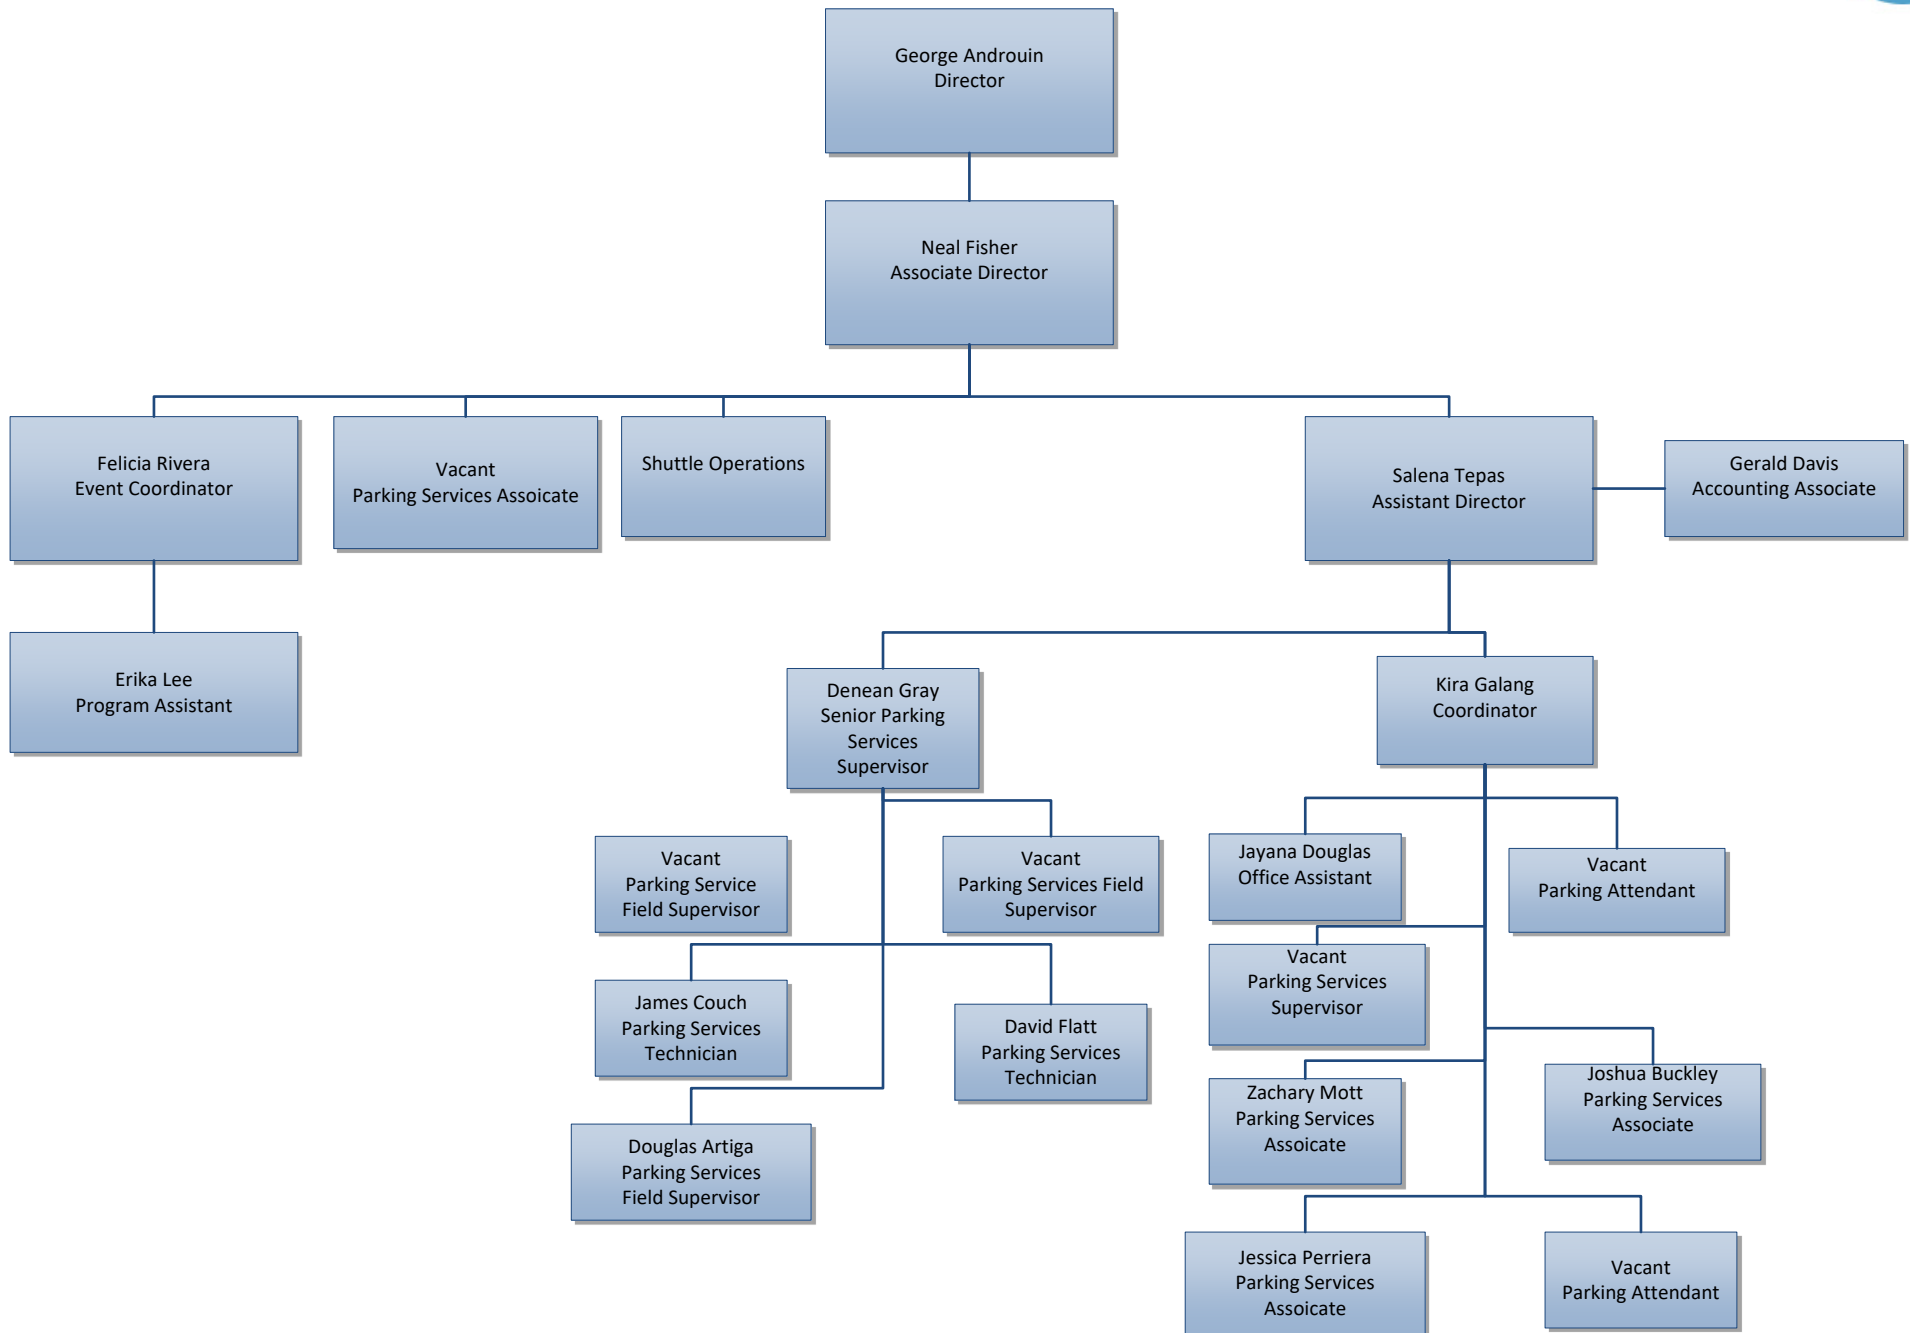 George Androuin
Director
Neal Fisher
Associate Director
Felicia Rivera
Event Coordinator
Vacant
Parking Services Assoicate
Shuttle Operations
Salena Tepas
Assistant Director
Gerald Davis
Accounting Associate
Erika Lee
Program Assistant
Denean Gray
Senior Parking
Services
Supervisor
Kira Galang
Coordinator
Vacant
Parking Service
Field Supervisor
Vacant
Parking Services Field
Supervisor
Jayana Douglas
Office Assistant
Vacant
Parking Attendant
James Couch
Parking Services
Technician
David Flatt
Parking Services
Technician
Vacant
Parking Services
Supervisor
Zachary Mott
Parking Services
Assoicate
Joshua Buckley
Parking Services
Associate
Douglas Artiga
Parking Services
Field Supervisor
Jessica Perriera
Parking Services
Assoicate
Vacant
Parking Attendant